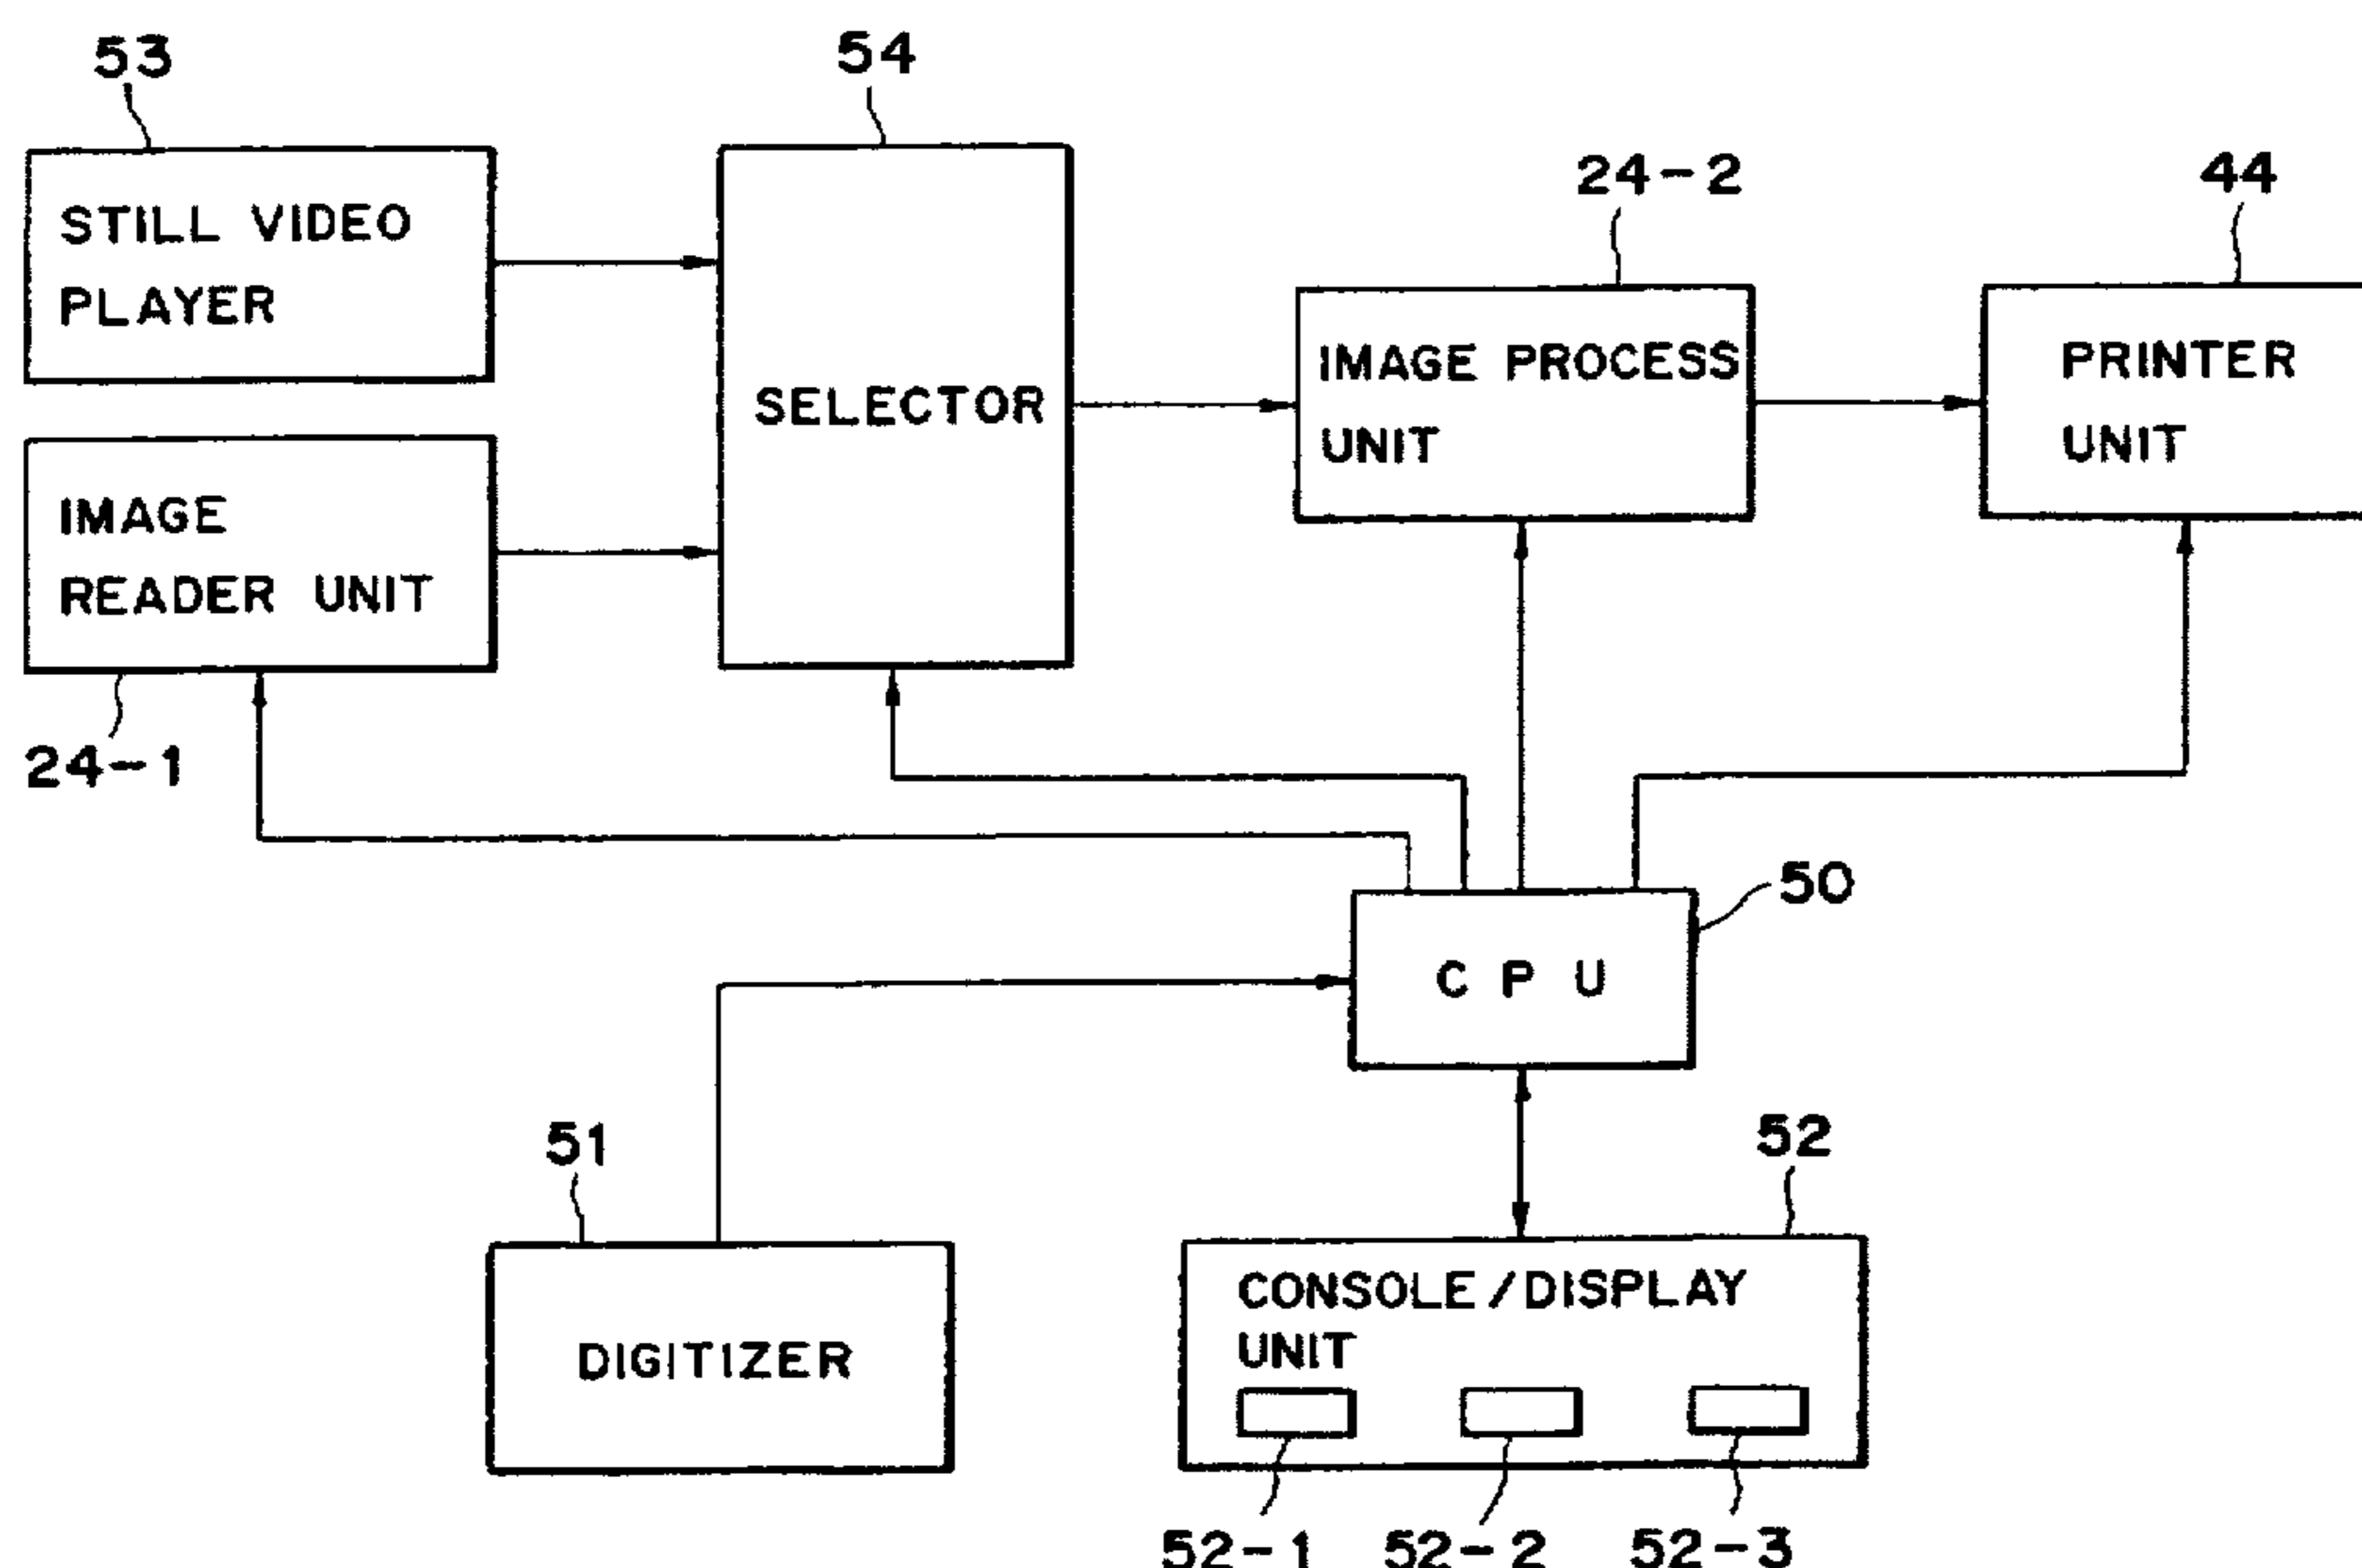 53
54
STILL VIDEO
PLAYER
24-2
44
SELECTOR
IMAGE PROCESS
UNIT
PRINTER
UNIT
IMAGE
READER UNIT
24-1
50
C P U
51
52
DIGITIZER
CONSOLE/DISPLAY
UNIT
52-1
52-2
52-3